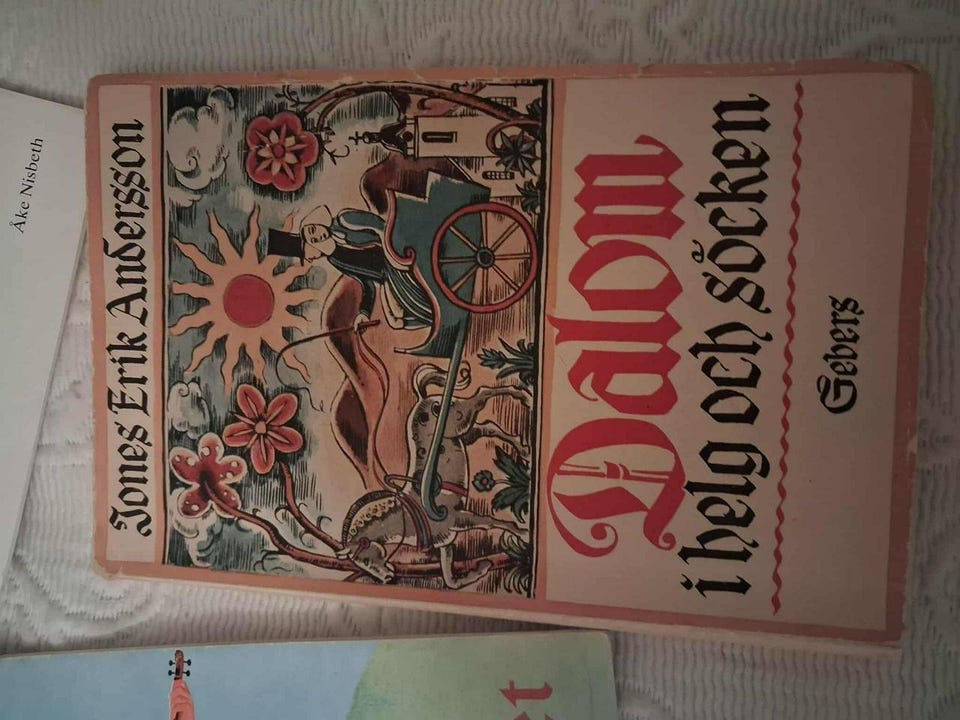 Jones Erik Andersson
Dalom
i helg och söcken
Gebers
Åke Nisbeth